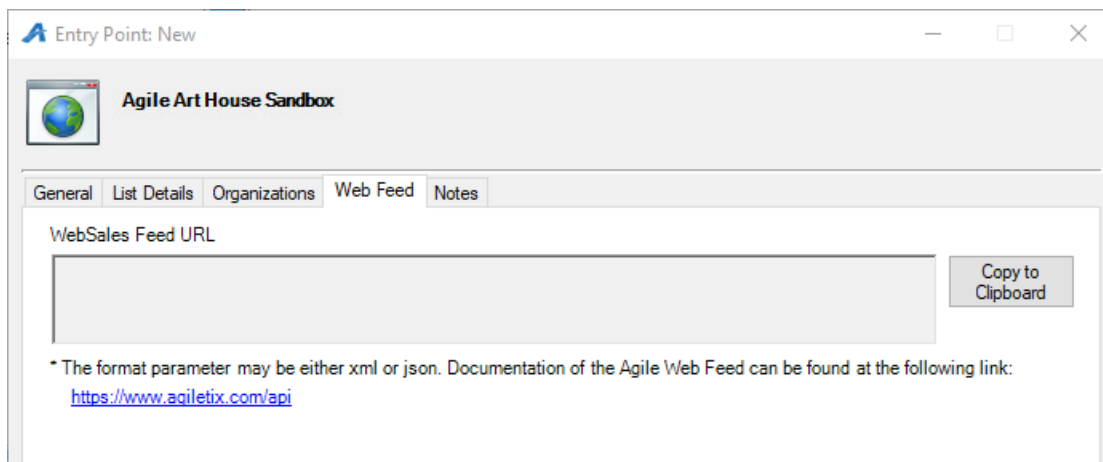 Entry Point: New
Agile Art House Sandbox
General List Details Organizations Web Feed Notes
WebSales Feed URL
Copy to
Clipboard
* The format parameter may be either xml or json. Documentation of the Agile Web Feed can be found at the following link:
https://www.agiletix.com/api